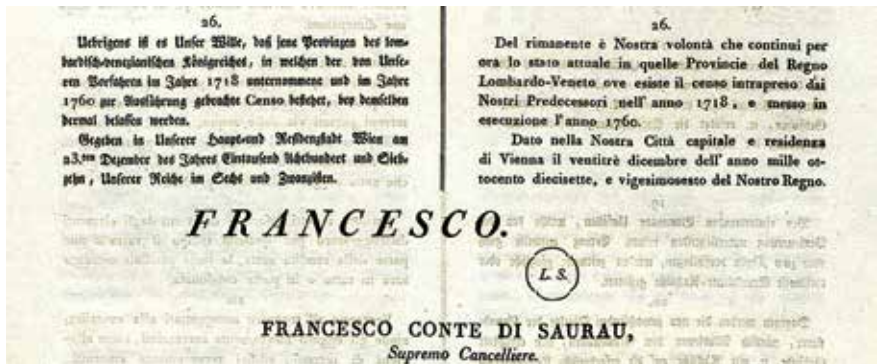 26.
Uebrigens ist es Unser Wille, daß jene Provinzen des lom-
bardisch-venezianischen Königreiches, in welchen der von Unse-
ren Vorfahren im Jahre 1718 unternommene und im Jahre
1760 zur Ausführung gebrachte Censo bestehet, bey demselben
dermal belassen werden.
Gegeben in Unserer Haupt-und Residenzstadt Wien am
23.ten Dezember des Jahres Eintausend Achthundert und Sieb-
zehn, Unserer Reiche im Sechs und Zwanzigsten.
26.
Del rimanente è Nostra volontà che continui per
ora lo stato attuale in quelle Provincie del Regno
Lombardo-Veneto ove esiste il censo intrapreso dai
Nostri Predecessori nell' anno 1718, e messo in
esecuzione l' anno 1760.
Dato nella Nostra Città capitale e residenza
di Vienna il ventitrè dicembre dell' anno mille ot-
tocento diecisette, e vigesimosesto del Nostro Regno.
FRANCESCO.
L. S.
FRANCESCO CONTE DI SAURAU,
Supremo Cancelliere.